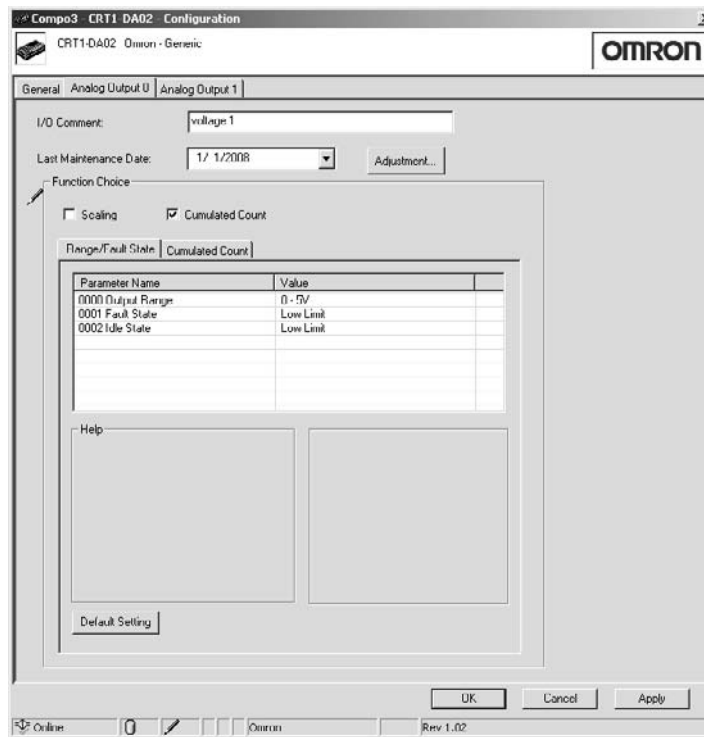 Compo3 - CRT1-DA02 - Configuration
CRT1-DA02 Omron - Generic
OMRON
General Analog Output 0 Analog Output 1
I/O Comment: voltage 1
Last Maintenance Date: 1/ 1/2008 Adjustment...
Function Choice
Scaling Cumulated Count
Range/Fault State Cumulated Count
Parameter Name Value
0000 Output Range 0 - 5V
0001 Fault State Low Limit
0002 Idle State Low Limit
Help
Default Setting
OK Cancel Apply
Online Omron Rev 1.02